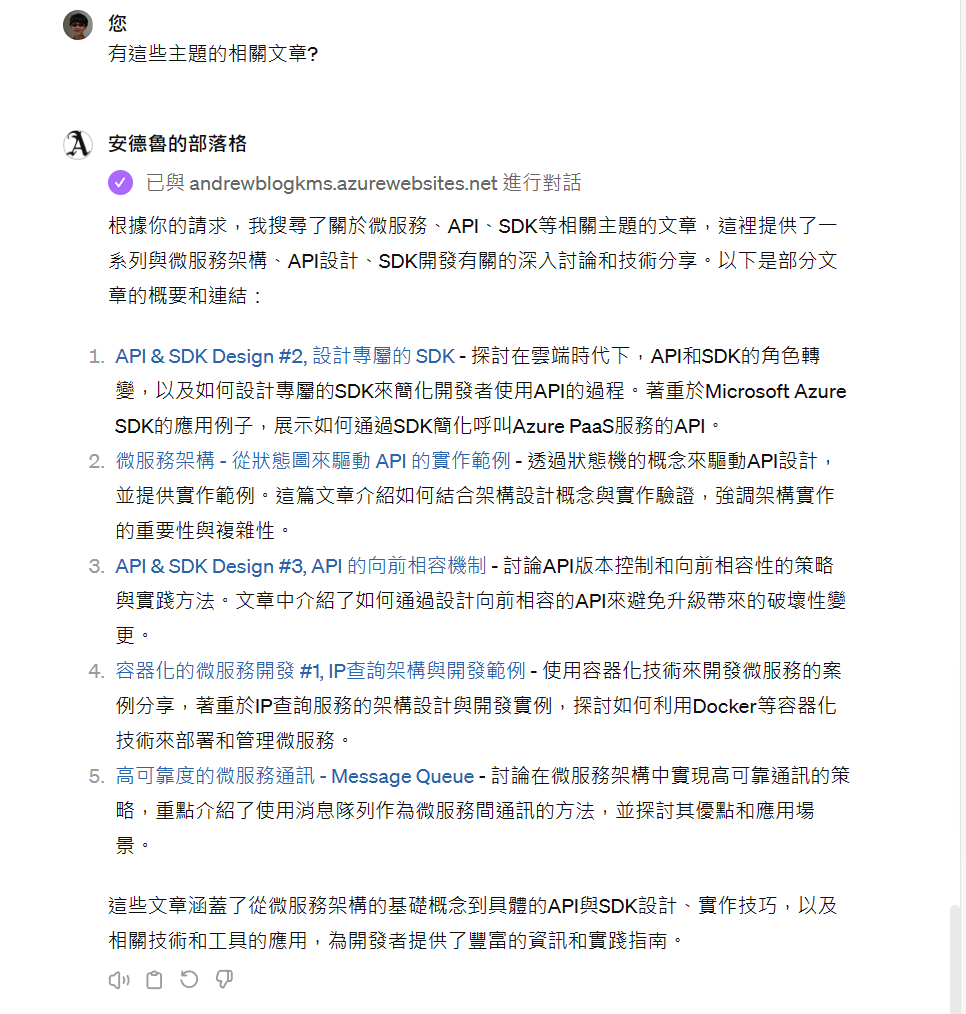 您
有這些主題的相關文章?
A
安德魯的部落格
已與 andrewblogkms.azurewebsites.net 進行對話
根據你的請求，我搜尋了關於微服務、API、SDK等相關主題的文章，這裡提供了一
系列與微服務架構、API設計、SDK開發有關的深入討論和技術分享。以下是部分文
章的概要和連結：
1. API & SDK Design #2, 設計專屬的 SDK - 探討在雲端時代下，API和SDK的角色轉
變，以及如何設計專屬的SDK來簡化開發者使用API的過程。著重於Microsoft Azure
SDK的應用例子，展示如何通過SDK簡化呼叫Azure PaaS服務的API。
2. 微服務架構 - 從狀態圖來驅動 API 的實作範例 - 透過狀態機的概念來驅動API設計，
並提供實作範例。這篇文章介紹如何結合架構設計概念與實作驗證，強調架構實作
的重要性與複雜性。
3. API & SDK Design #3, API 的向前相容機制 - 討論API版本控制和向前相容性的策略
與實踐方法。文章中介紹了如何通過設計向前相容的API來避免升級帶來的破壞性變
更。
4. 容器化的微服務開發 #1, IP查詢架構與開發範例 - 使用容器化技術來開發微服務的案
例分享，著重於IP查詢服務的架構設計與開發實例，探討如何利用Docker等容器化
技術來部署和管理微服務。
5. 高可靠度的微服務通訊 - Message Queue - 討論在微服務架構中實現高可靠通訊的策
略，重點介紹了使用消息隊列作為微服務間通訊的方法，並探討其優點和應用場
景。
這些文章涵蓋了從微服務架構的基礎概念到具體的API與SDK設計、實作技巧，以及
相關技術和工具的應用，為開發者提供了豐富的資訊和實踐指南。